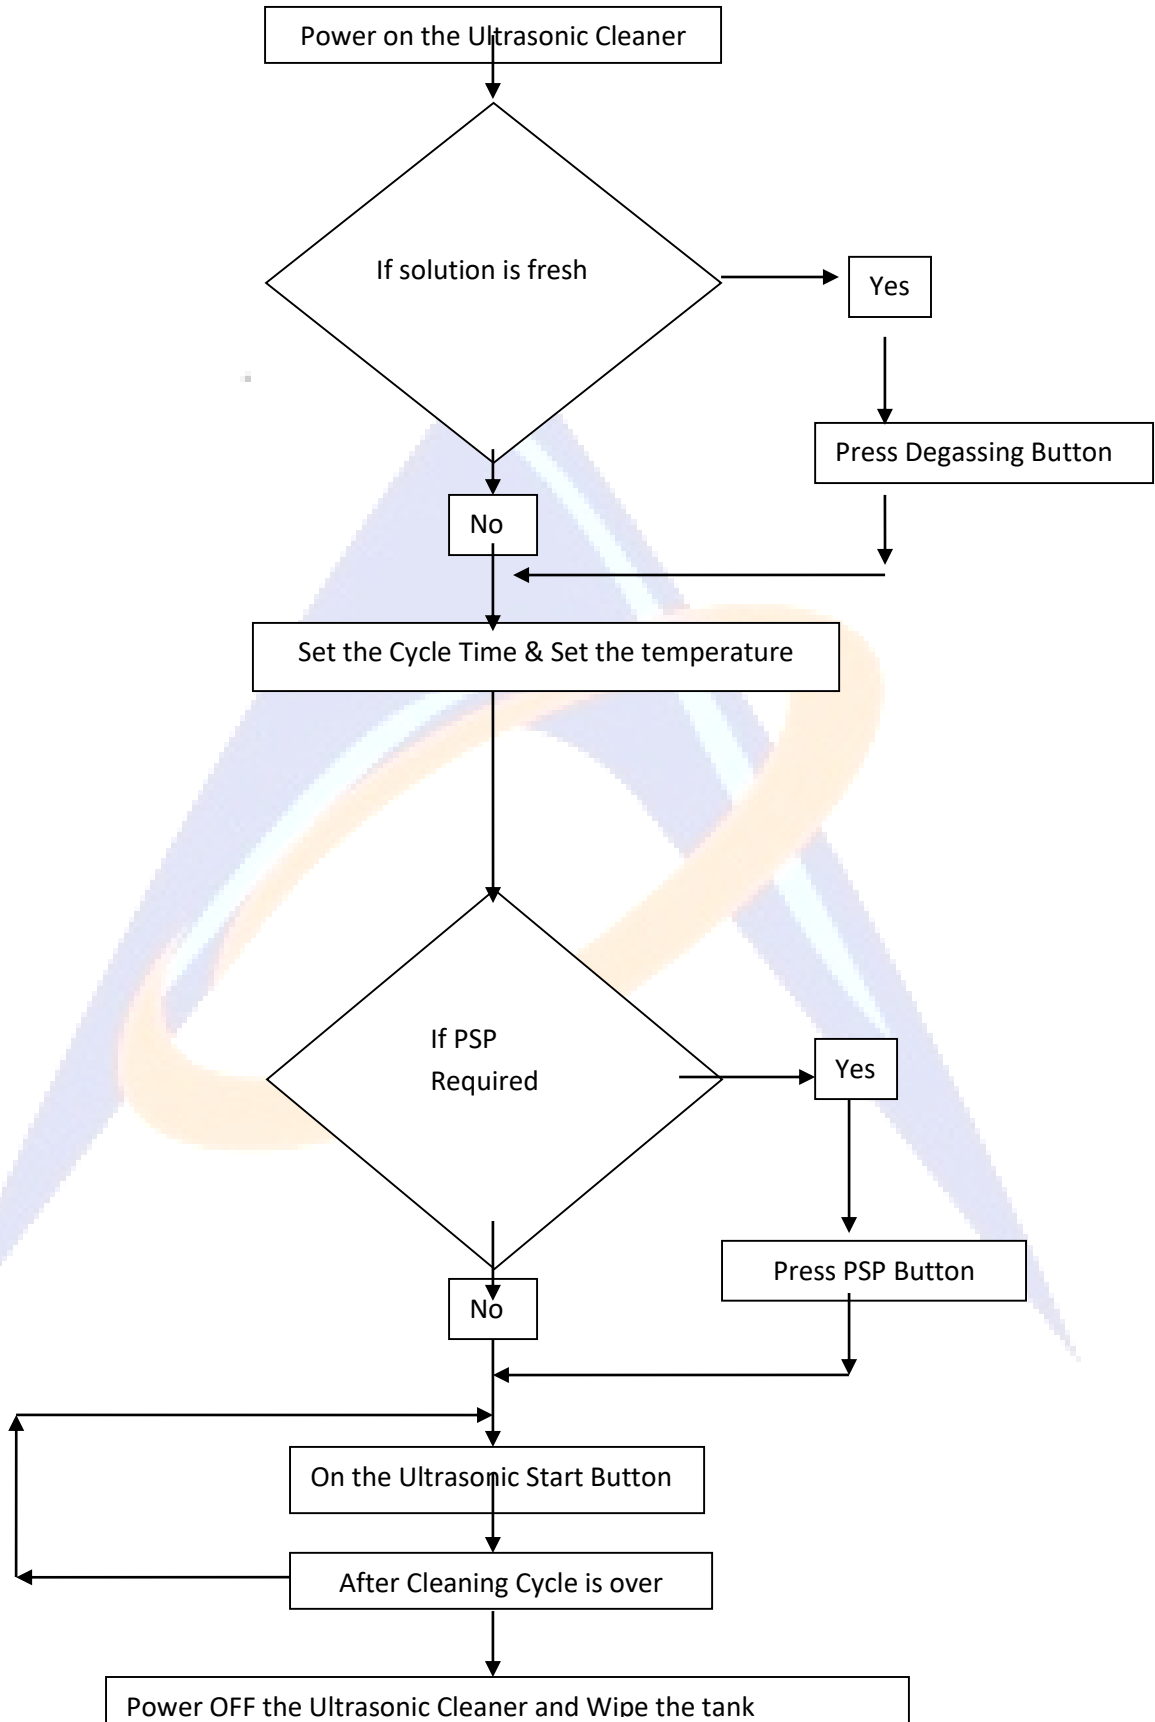 Power on the Ultrasonic Cleaner
If solution is fresh
Yes
Press Degassing Button
No
Set the Cycle Time & Set the temperature
If PSP
Required
Yes
Press PSP Button
No
On the Ultrasonic Start Button
After Cleaning Cycle is over
Power OFF the Ultrasonic Cleaner and Wipe the tank